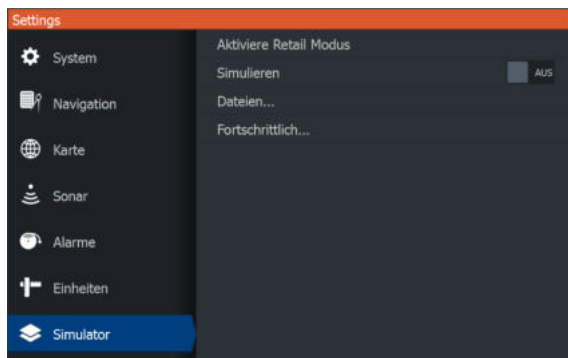 Settings
System
Navigation
Karte
Sonar
Alarme
Einheiten
Simulator
Aktiviere Retail Modus
Simulieren AUS
Dateien...
Fortschrittlich...